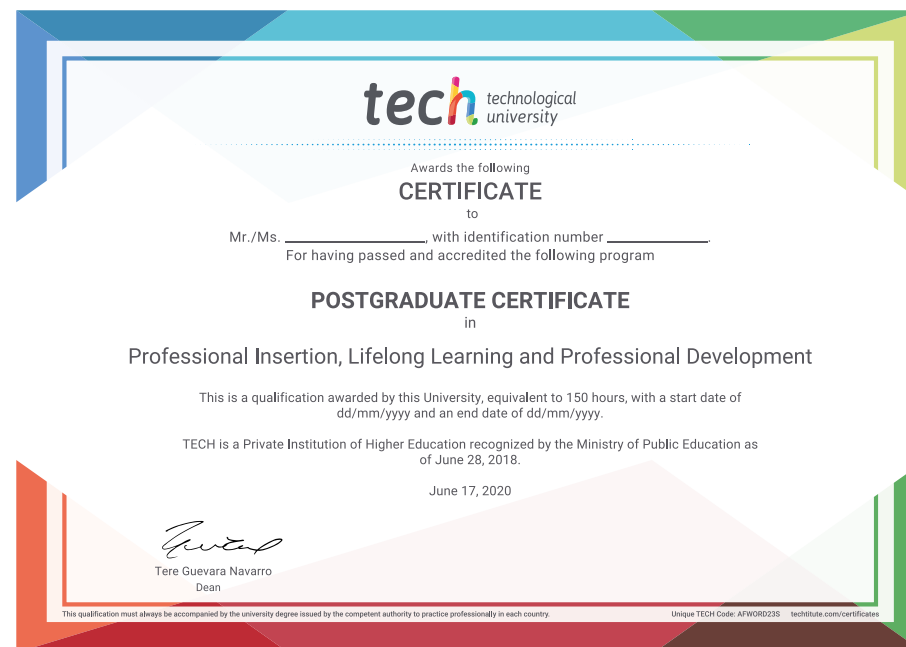 tech technological
university
Awards the following
CERTIFICATE
to
Mr./Ms. ____________________, with identification number ______________.
For having passed and accredited the following program
POSTGRADUATE CERTIFICATE
in
Professional Insertion, Lifelong Learning and Professional Development
This is a qualification awarded by this University, equivalent to 150 hours, with a start date of
dd/mm/yyyy and an end date of dd/mm/yyyy.
TECH is a Private Institution of Higher Education recognized by the Ministry of Public Education as
of June 28, 2018.
June 17, 2020
Tere Guevara Navarro
Dean
This qualification must always be accompanied by the university degree issued by the competent authority to practice professionally in each country.
Unique TECH Code: AFWORD23S techtitute.com/certificates